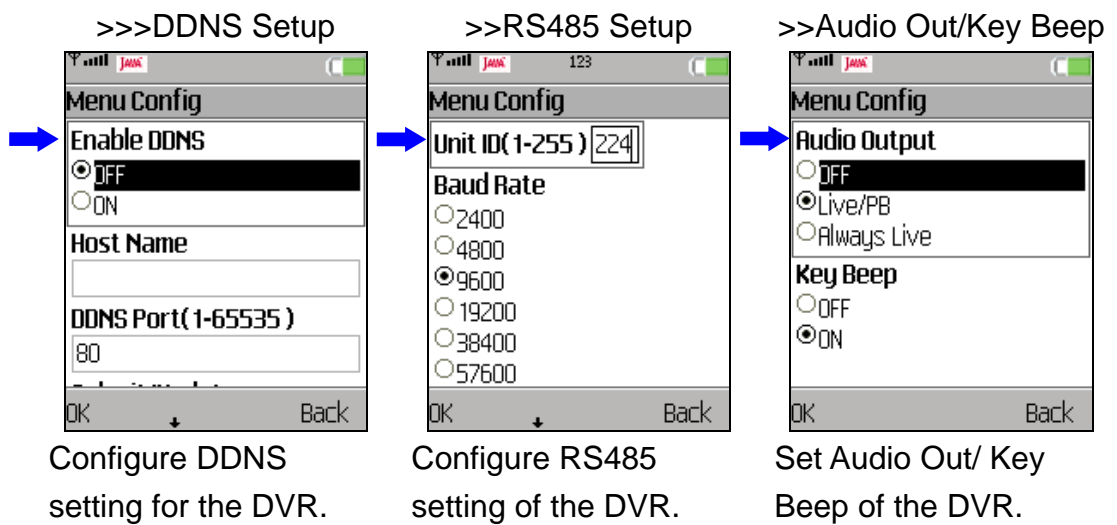 >>>DDNS Setup
JAVA
Menu Config
Enable DDNS
OFF
ON
Host Name
DDNS Port(1-65535 )
80
OK
Back
Configure DDNS
setting for the DVR.
>>RS485 Setup
JAVA
123
Menu Config
Unit ID(1-255 ) 224
Baud Rate
2400
4800
9600
19200
38400
57600
OK
Back
Configure RS485
setting of the DVR.
>>Audio Out/Key Beep
JAVA
Menu Config
Audio Output
OFF
Live/PB
Always Live
Key Beep
OFF
ON
OK
Back
Set Audio Out/ Key
Beep of the DVR.